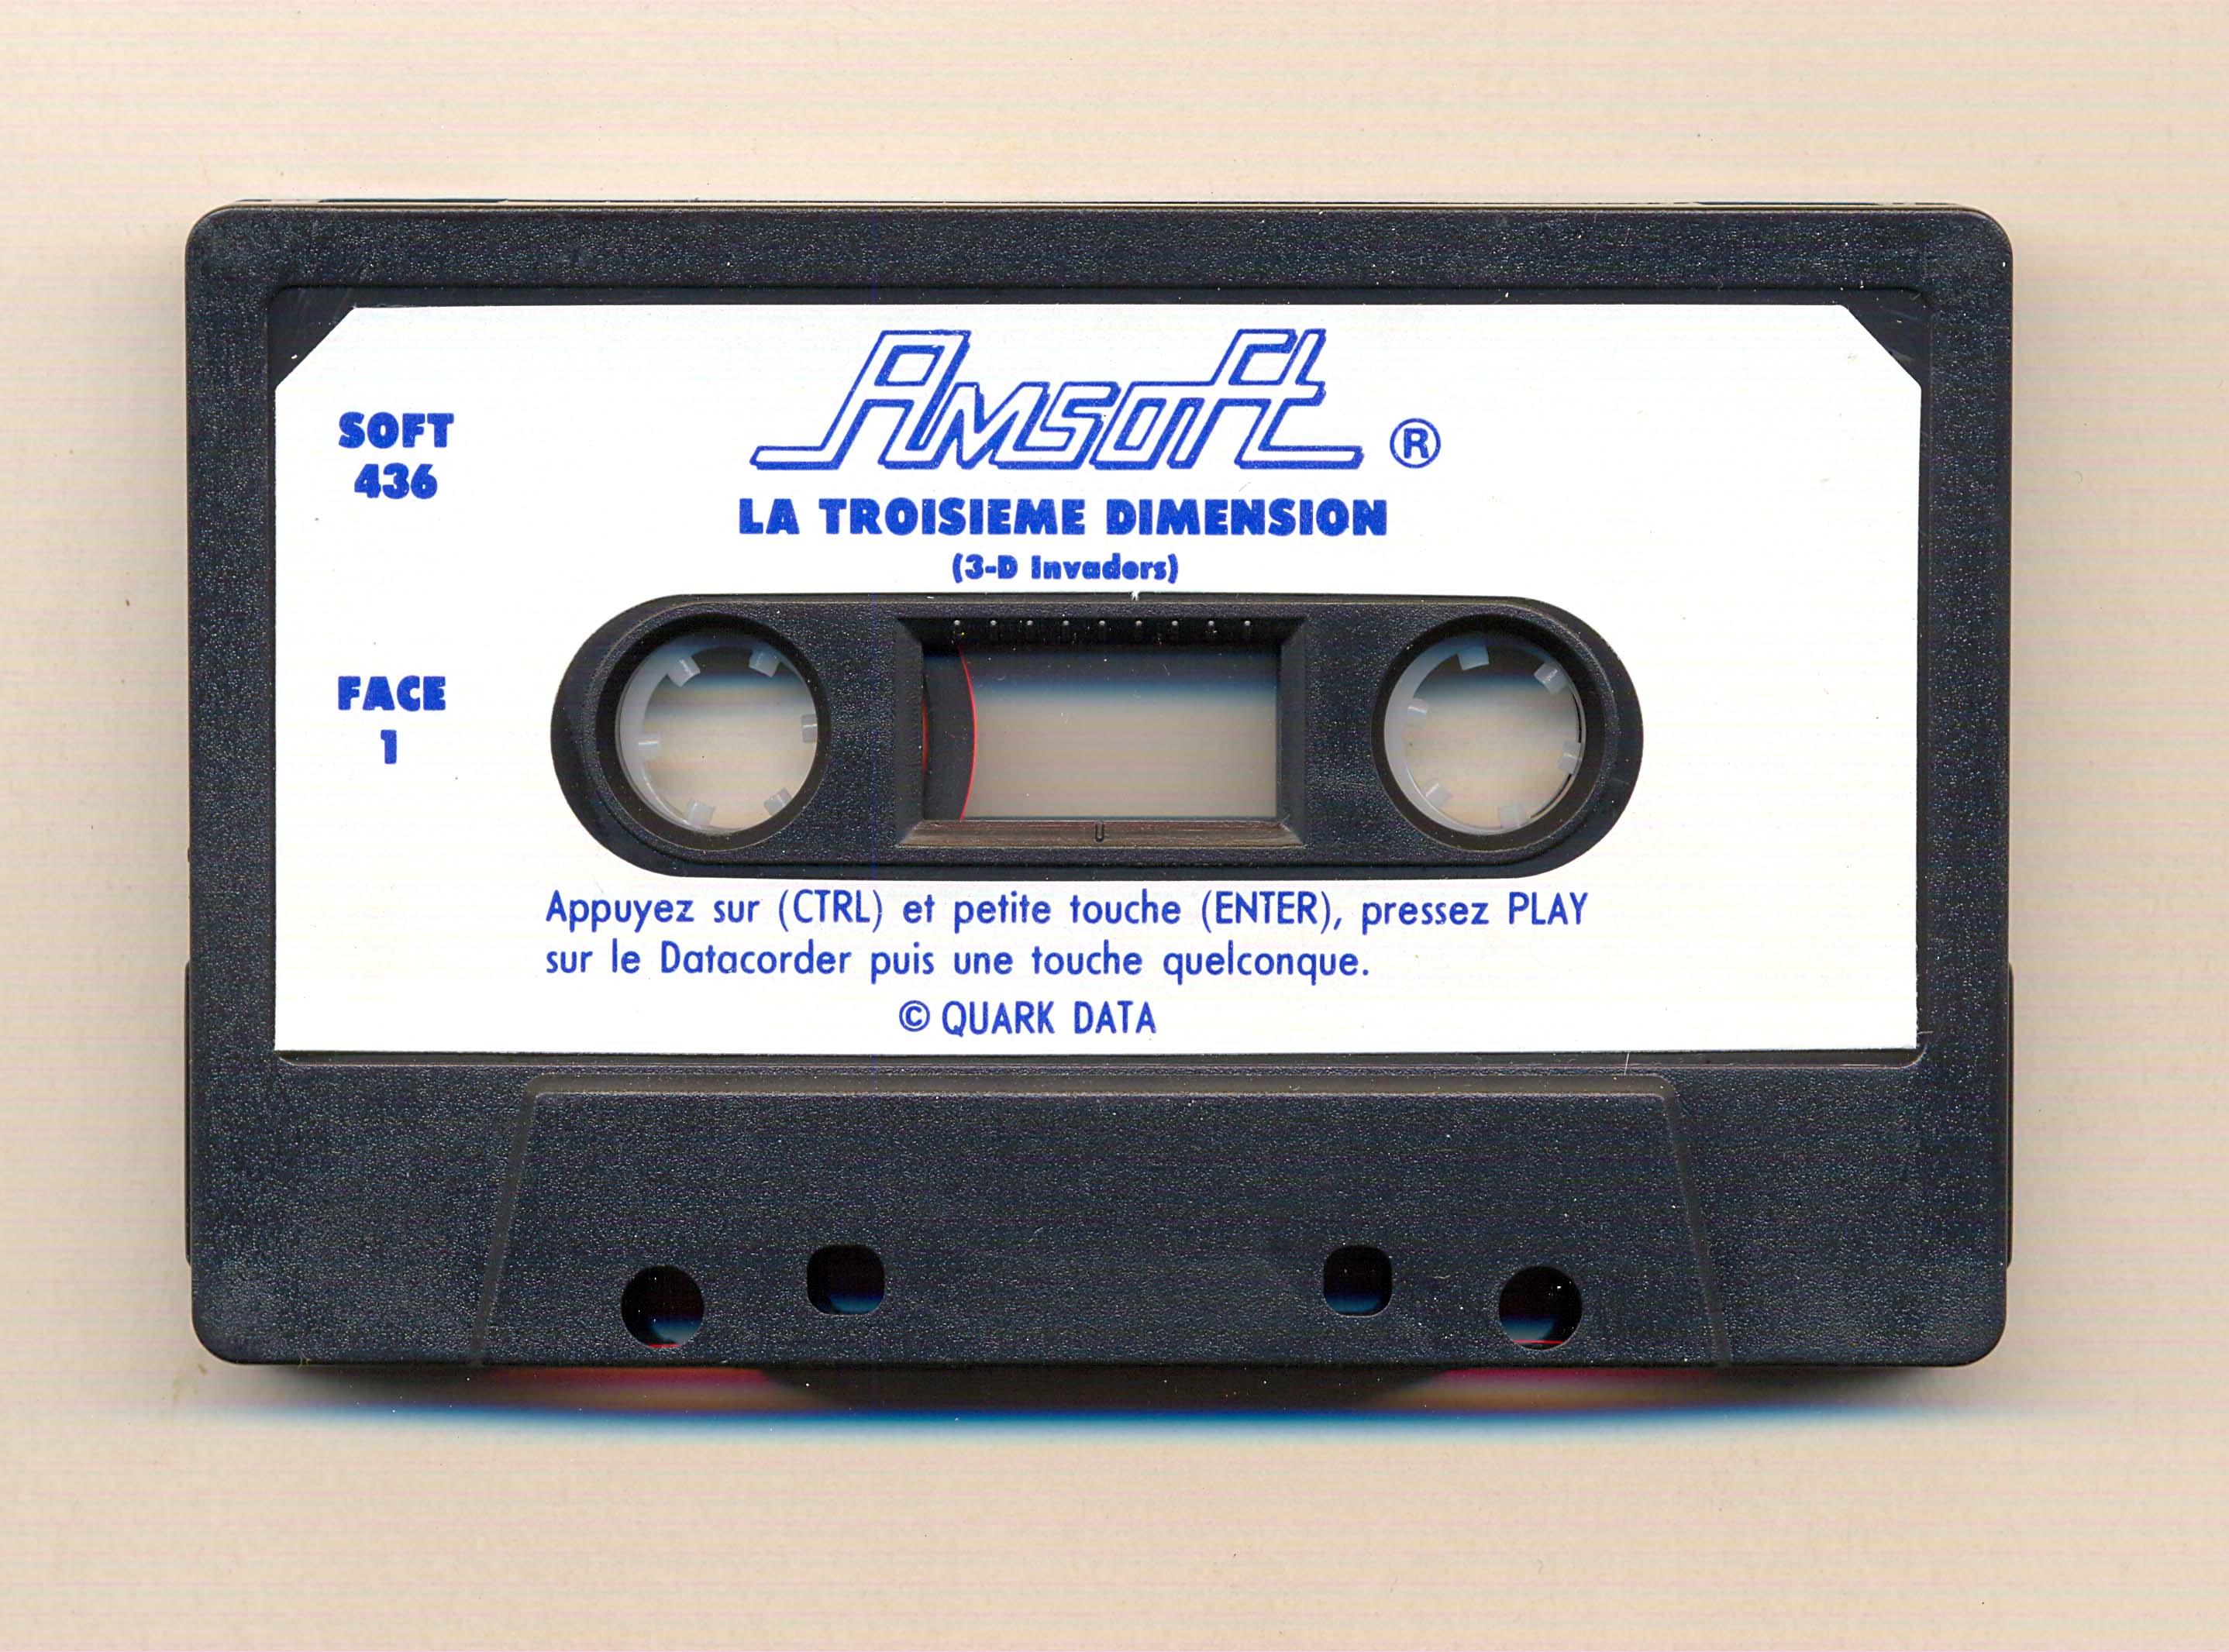 Amsoft ®
SOFT
436
LA TROISIEME DIMENSION
(3-D Invaders)
FACE
1
Appuyez sur (CTRL) et petite touche (ENTER), pressez PLAY
sur le Datacorder puis une touche quelconque.
© QUARK DATA